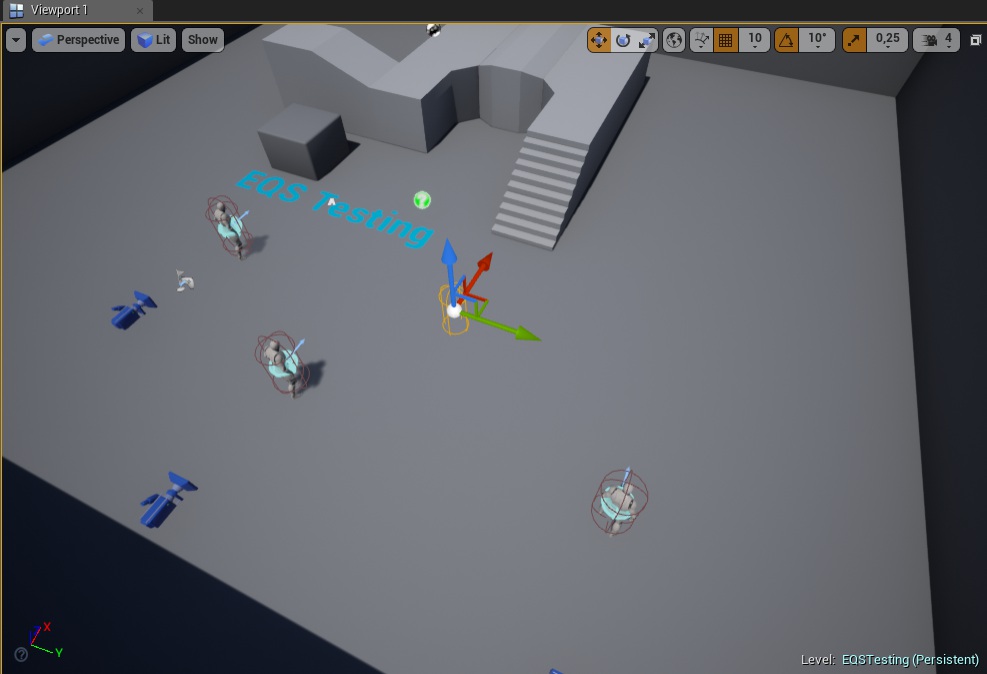 Viewport 1
Perspective
Lit
Show
10
10°
0,25
4
EQS Testing
X
Y
Level: EQSTesting (Persistent)